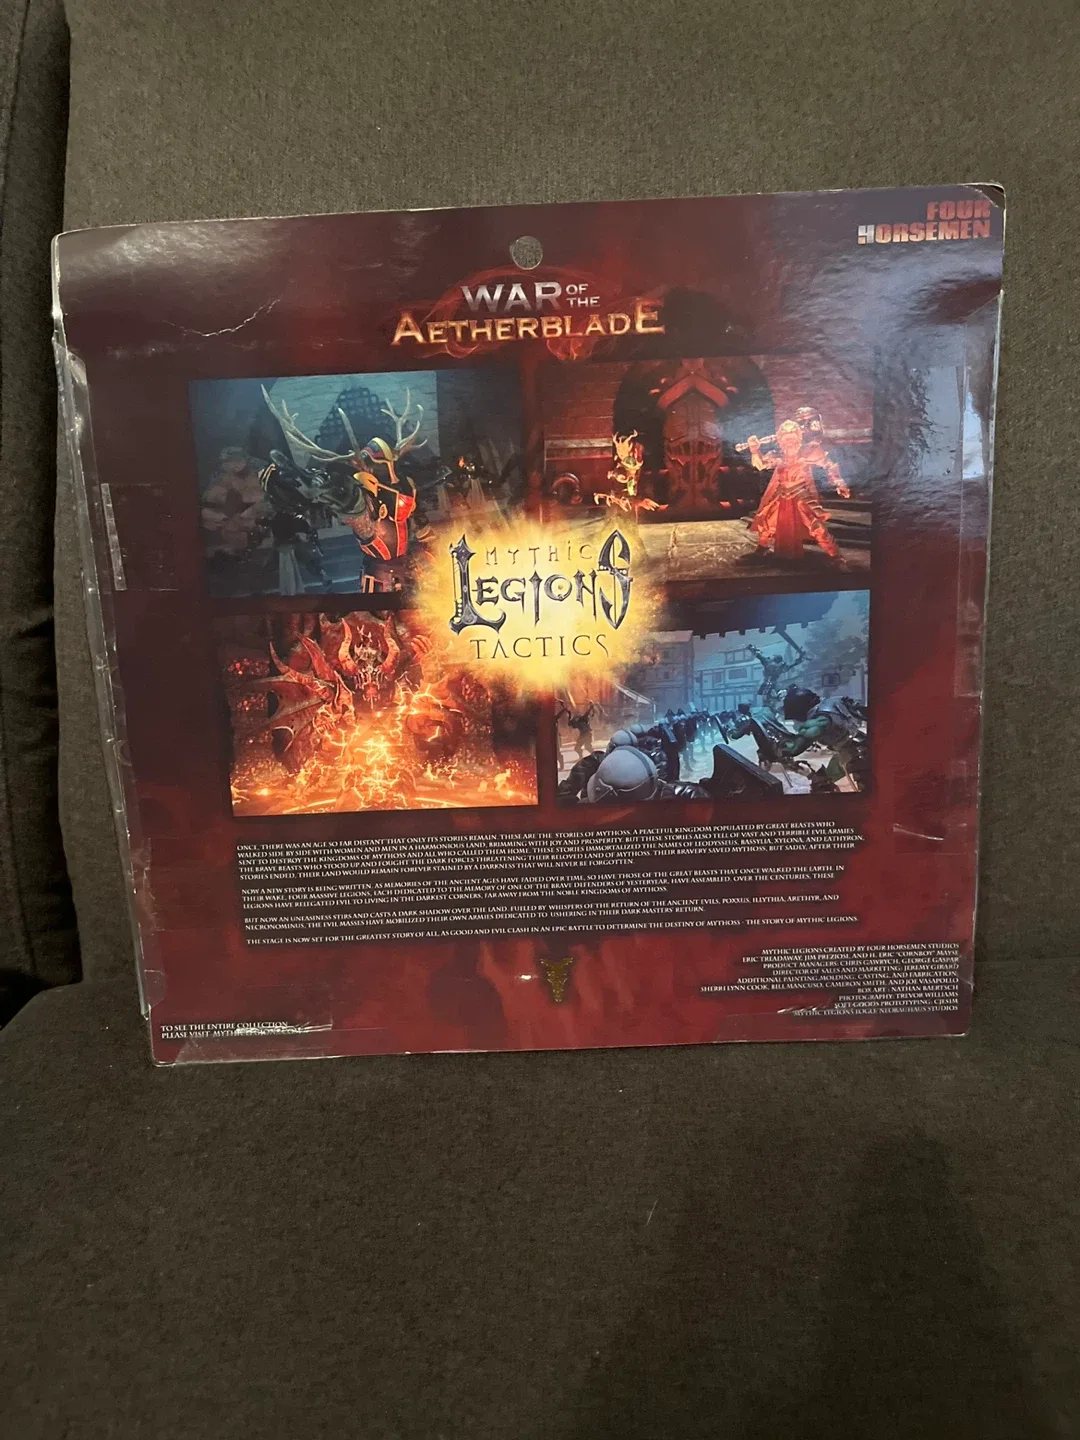 FOUR
HORSEMEN
WAR OF THE
AETHERBLADE
MYTHIC
LEGIONS
TACTICS
ONCE, THERE WAS AN AGE SO FAR DISTANT THAT ONLY ITS STORIES REMAIN. THESE ARE THE STORIES OF MYTHOSS, A PEACEFUL KINGDOM POPULATED BY GREAT BEASTS WHO
WALKED SIDE BY SIDE WITH WOMEN AND MEN IN A HARMONIOUS LAND, BRIMMING WITH JOY AND PROSPERITY. BUT THESE STORIES ALSO TELL OF VAST AND TERRIBLE EVIL ARMIES
SENT TO DESTROY THE KINGDOMS OF MYTHOSS AND ALL WHO CALLED THEM HOME. THESE STORIES IMMORTALIZED THE NAMES OF LEODYSSEUS, BASSYLIA, XYLONA, AND LATHYRON,
THE BRAVE BEASTS WHO STOOD UP AND FOUGHT THE DARK FORCES THREATENING THEIR BELOVED LAND OF MYTHOSS. THEIR BRAVERY SAVED MYTHOSS, BUT SADLY, AFTER THEIR
STORIES ENDED, THEIR LAND WOULD REMAIN FOREVER STAINED BY A DARKNESS THAT WILL NEVER BE FORGOTTEN.
NOW A NEW STORY IS BEING WRITTEN. AS MEMORIES OF THE ANCIENT AGES HAVE FADED OVER TIME, SO HAVE THOSE OF THE GREAT BEASTS THAT ONCE WALKED THE EARTH. IN
THEIR WAKE, FOUR MASSIVE LEGIONS, EACH DEDICATED TO THE MEMORY OF ONE OF THE BRAVE DEFENDERS OF YESTERYEAR, HAVE ASSEMBLED. OVER THE CENTURIES, THESE
LEGIONS HAVE RELEGATED EVIL TO LIVING IN THE DARKEST CORNERS, FAR AWAY FROM THE NOBLE KINGDOMS OF MYTHOSS.
BUT NOW AN UNEASINESS STIRS AND CASTS A DARK SHADOW OVER THE LAND. FUELED BY WHISPERS OF THE RETURN OF THE ANCIENT EVILS, POXXUS, ILLYTHIA, ARETHYR, AND
NECRONOMINUS, THE EVIL MASSES HAVE MOBILIZED THEIR OWN ARMIES DEDICATED TO USHERING IN THEIR DARK MASTERS' RETURN.
THE STAGE IS NOW SET FOR THE GREATEST STORY OF ALL, AS GOOD AND EVIL CLASH IN AN EPIC BATTLE TO DETERMINE THE DESTINY OF MYTHOSS - THE STORY OF MYTHIC LEGIONS.
MYTHIC LEGIONS CREATED BY FOUR HORSEMEN STUDIOS
ERIC TREADAWAY, JIM PREZIOSI, AND H. ERIC "CORNBOY" MAYSE
PRODUCT MANAGERS: CHRIS GAWRYCH, GEORGE GASPAR
DIRECTOR OF SALES AND MARKETING: JEREMY GIRARD
ADDITIONAL PAINTING, MOLDING, CASTING, AND FABRICATION:
SHERRI LYNN COOK, BILL MANCUSO, CAMERON SMITH, AND JOE VASAPOLLO
BOX ART : NATHAN BAERTSCH
PHOTOGRAPHY: TREVOR WILLIAMS
SOFT GOODS PROTOTYPING: CJESIM
MYTHIC LEGIONS LOGO: NEOBAUHAUS STUDIOS
TO SEE THE ENTIRE COLLECTION
PLEASE VISIT MYTHICLEGIONS.COM